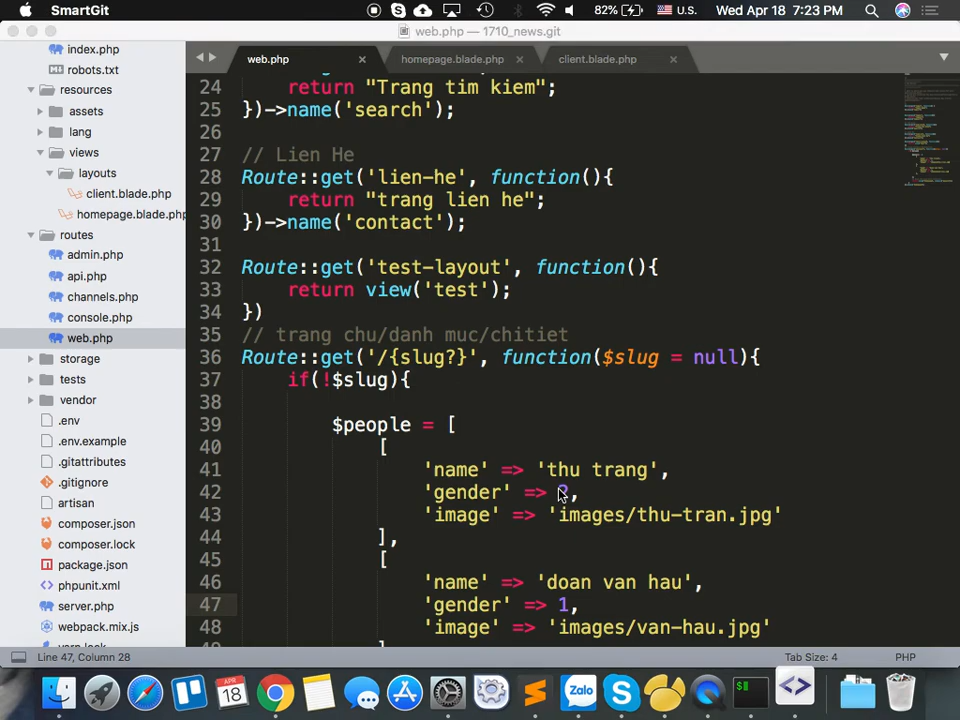 SmartGit
82%
U.S.
Wed Apr 18 7:23 PM
web.php — 1710_news.git
index.php
robots.txt
resources
assets
lang
views
layouts
client.blade.php
homepage.blade.php
routes
admin.php
api.php
channels.php
console.php
web.php
storage
tests
vendor
.env
.env.example
.gitattributes
.gitignore
artisan
composer.json
composer.lock
package.json
phpunit.xml
server.php
webpack.mix.js
web.php
homepage.blade.php
client.blade.php
24 return "Trang tim kiem";
25 })->name('search');
26
27 // Lien He
28 Route::get('lien-he', function(){
29 return "trang lien he";
30 })->name('contact');
31
32 Route::get('test-layout', function(){
33 return view('test');
34 })
35 // trang chu/danh muc/chitiet
36 Route::get('/{slug?}', function($slug = null){
37 if(!$slug){
38
39 $people = [
40 [
41 'name' => 'thu trang',
42 'gender' => 2,
43 'image' => 'images/thu-tran.jpg'
44 ],
45 [
46 'name' => 'doan van hau',
47 'gender' => 1,
48 'image' => 'images/van-hau.jpg'
Line 47, Column 28
Tab Size: 4
PHP
APR
18
Zalo